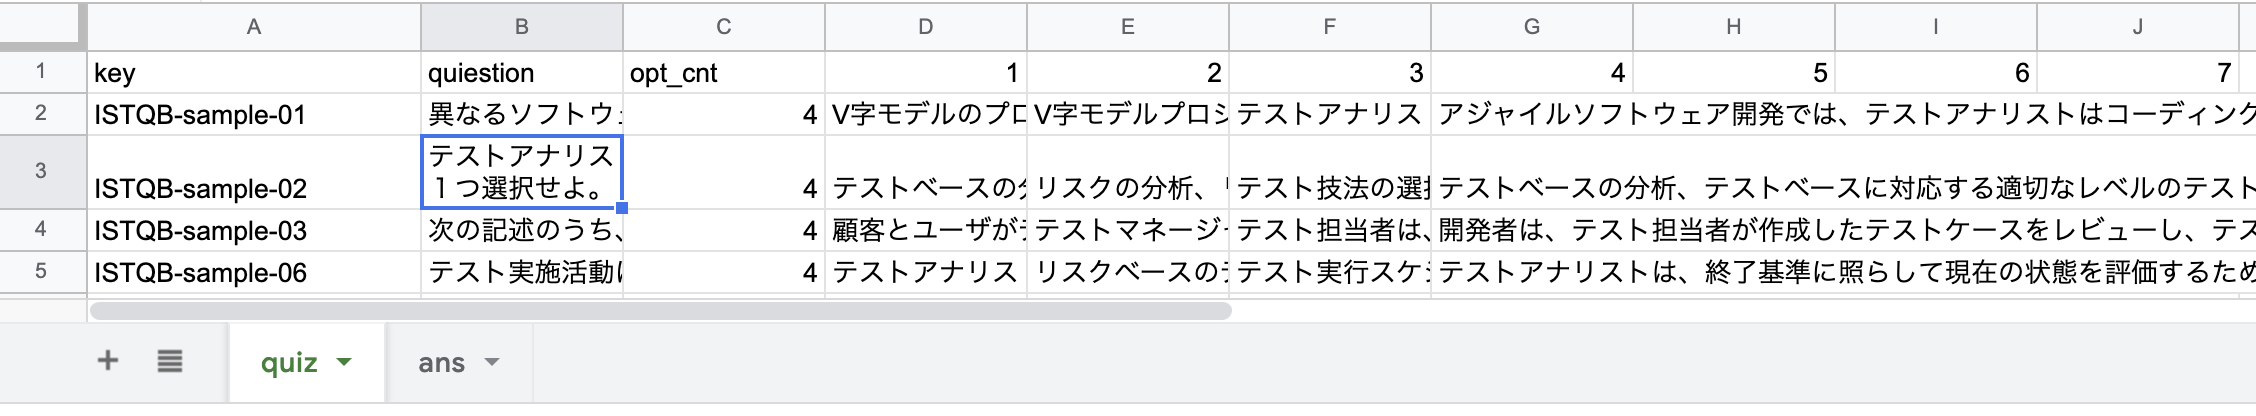 A B C D E F G H I J
1 key quiestion opt_cnt 1 2 3 4 5 6 7
2 ISTQB-sample-01 異なるソフトウェ 4 V字モデルのプロ V字モデルプロジ テストアナリス アジャイルソフトウェア開発では、テストアナリストはコーディング
テストアナリス
3 ISTQB-sample-02 １つ選択せよ。 4 テストベースの分 リスクの分析、 テスト技法の選択 テストベースの分析、テストベースに対応する適切なレベルのテスト
4 ISTQB-sample-03 次の記述のうち、 4 顧客とユーザが テストマネージャ テスト担当者は、 開発者は、テスト担当者が作成したテストケースをレビューし、テス
5 ISTQB-sample-06 テスト実施活動に 4 テストアナリス リスクベースの テスト実行スケジ テストアナリストは、終了基準に照らして現在の状態を評価するため
quiz ans